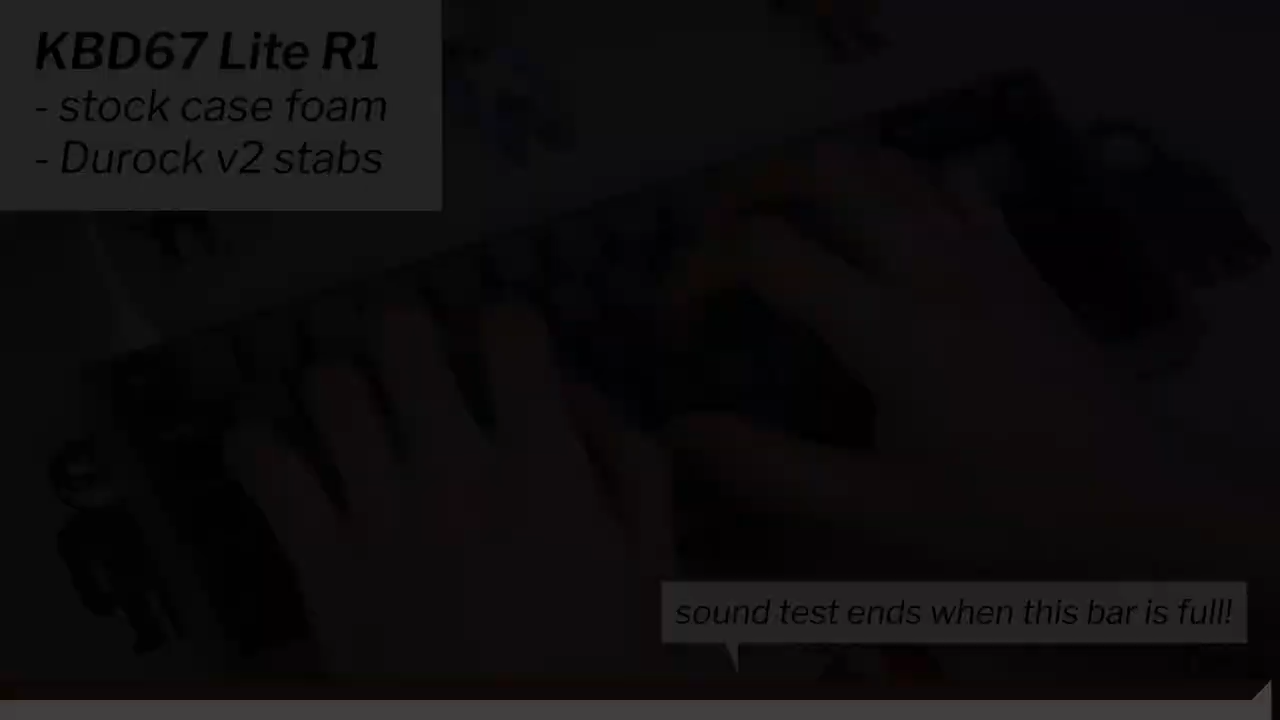 KBD67 Lite R1
- stock case foam
- Durock v2 stabs
sound test ends when this bar is full!